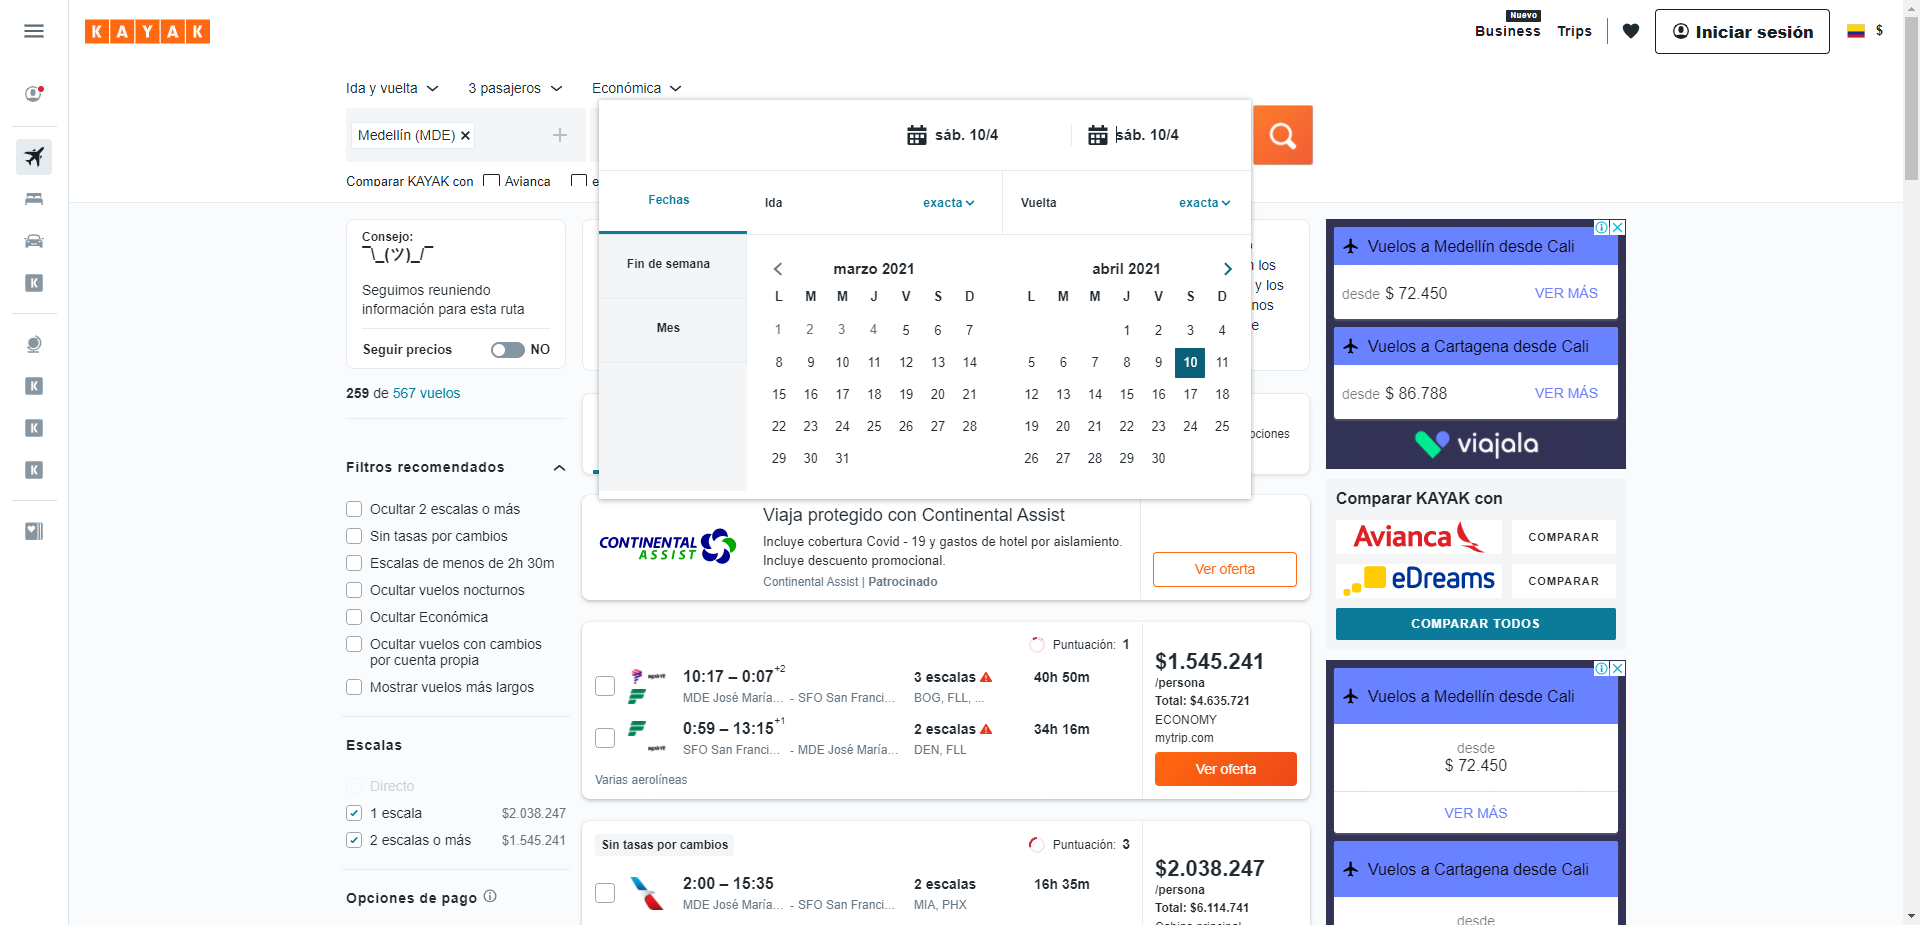 KAYAK
Nuevo
Business
Trips
Iniciar sesión
$
Ida y vuelta
3 pasajeros
Económica
Medellín (MDE)
sáb. 10/4
sáb. 10/4
Comparar KAYAK con
Avianca
e
Fechas
Ida
exacta
Vuelta
exacta
Fin de semana
Mes
marzo 2021
L M M J V S D
1 2 3 4 5 6 7
8 9 10 11 12 13 14
15 16 17 18 19 20 21
22 23 24 25 26 27 28
29 30 31
abril 2021
L M M J V S D
1 2 3 4
5 6 7 8 9 10 11
12 13 14 15 16 17 18
19 20 21 22 23 24 25
26 27 28 29 30
n los
y los
nos
e
pciones
Consejo:
¯\_(ツ)_/¯
Seguimos reuniendo
información para esta ruta
Seguir precios
NO
259 de 567 vuelos
Filtros recomendados
Ocultar 2 escalas o más
Sin tasas por cambios
Escalas de menos de 2h 30m
Ocultar vuelos nocturnos
Ocultar Económica
Ocultar vuelos con cambios
por cuenta propia
Mostrar vuelos más largos
Escalas
Directo
1 escala $2.038.247
2 escalas o más $1.545.241
Opciones de pago
CONTINENTAL
ASSIST
Viaja protegido con Continental Assist
Incluye cobertura Covid - 19 y gastos de hotel por aislamiento.
Incluye descuento promocional.
Continental Assist | Patrocinado
Ver oferta
Puntuación: 1
spirit
10:17 – 0:07+2
MDE José María... - SFO San Franci...
3 escalas
BOG, FLL, ...
40h 50m
spirit
0:59 – 13:15+1
SFO San Franci... - MDE José María...
2 escalas
DEN, FLL
34h 16m
Varias aerolíneas
$1.545.241
/persona
Total: $4.635.721
ECONOMY
mytrip.com
Ver oferta
Sin tasas por cambios
Puntuación: 3
2:00 – 15:35
MDE José María... - SFO San Franci...
2 escalas
MIA, PHX
16h 35m
$2.038.247
/persona
Total: $6.114.741
Vuelos a Medellín desde Cali
desde $ 72.450
VER MÁS
Vuelos a Cartagena desde Cali
desde $ 86.788
VER MÁS
viajala
Comparar KAYAK con
Avianca
COMPARAR
eDreams
COMPARAR
COMPARAR TODOS
Vuelos a Medellín desde Cali
desde
$ 72.450
VER MÁS
Vuelos a Cartagena desde Cali
desde